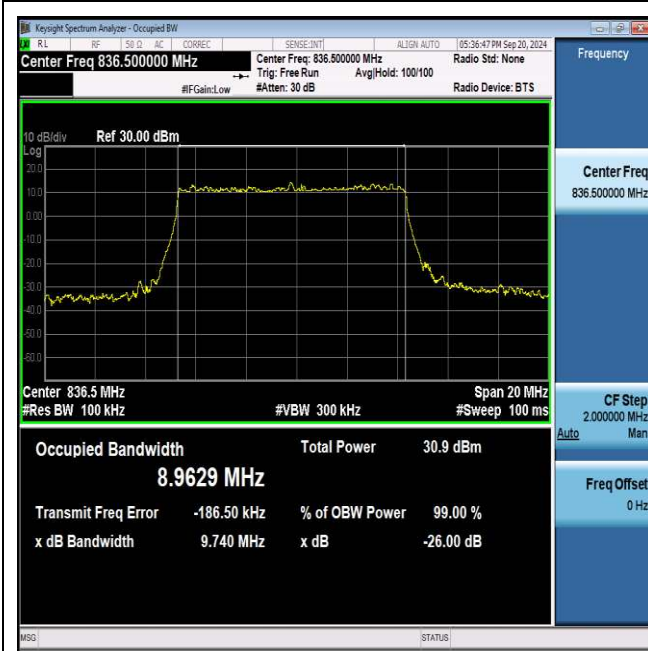 Keysight Spectrum Analyzer - Occupied BW
RL RF 50 Ω AC CORREC SENSE:INT ALIGN AUTO 05:36:47 PM Sep 20, 2024
Center Freq 836.500000 MHz Center Freq: 836.500000 MHz Radio Std: None
Trig: Free Run Avg|Hold: 100/100
#IFGain:Low #Atten: 30 dB Radio Device: BTS
10 dB/div Ref 30.00 dBm
Log
20.0
10.0
0.00
-10.0
-20.0
-30.0
-40.0
-50.0
-60.0
Center 836.5 MHz Span 20 MHz
#Res BW 100 kHz #VBW 300 kHz #Sweep 100 ms
Occupied Bandwidth Total Power 30.9 dBm
8.9629 MHz
Transmit Freq Error -186.50 kHz % of OBW Power 99.00 %
x dB Bandwidth 9.740 MHz x dB -26.00 dB
MSG STATUS
Frequency
Center Freq
836.500000 MHz
CF Step
2.000000 MHz
Auto Man
Freq Offset
0 Hz